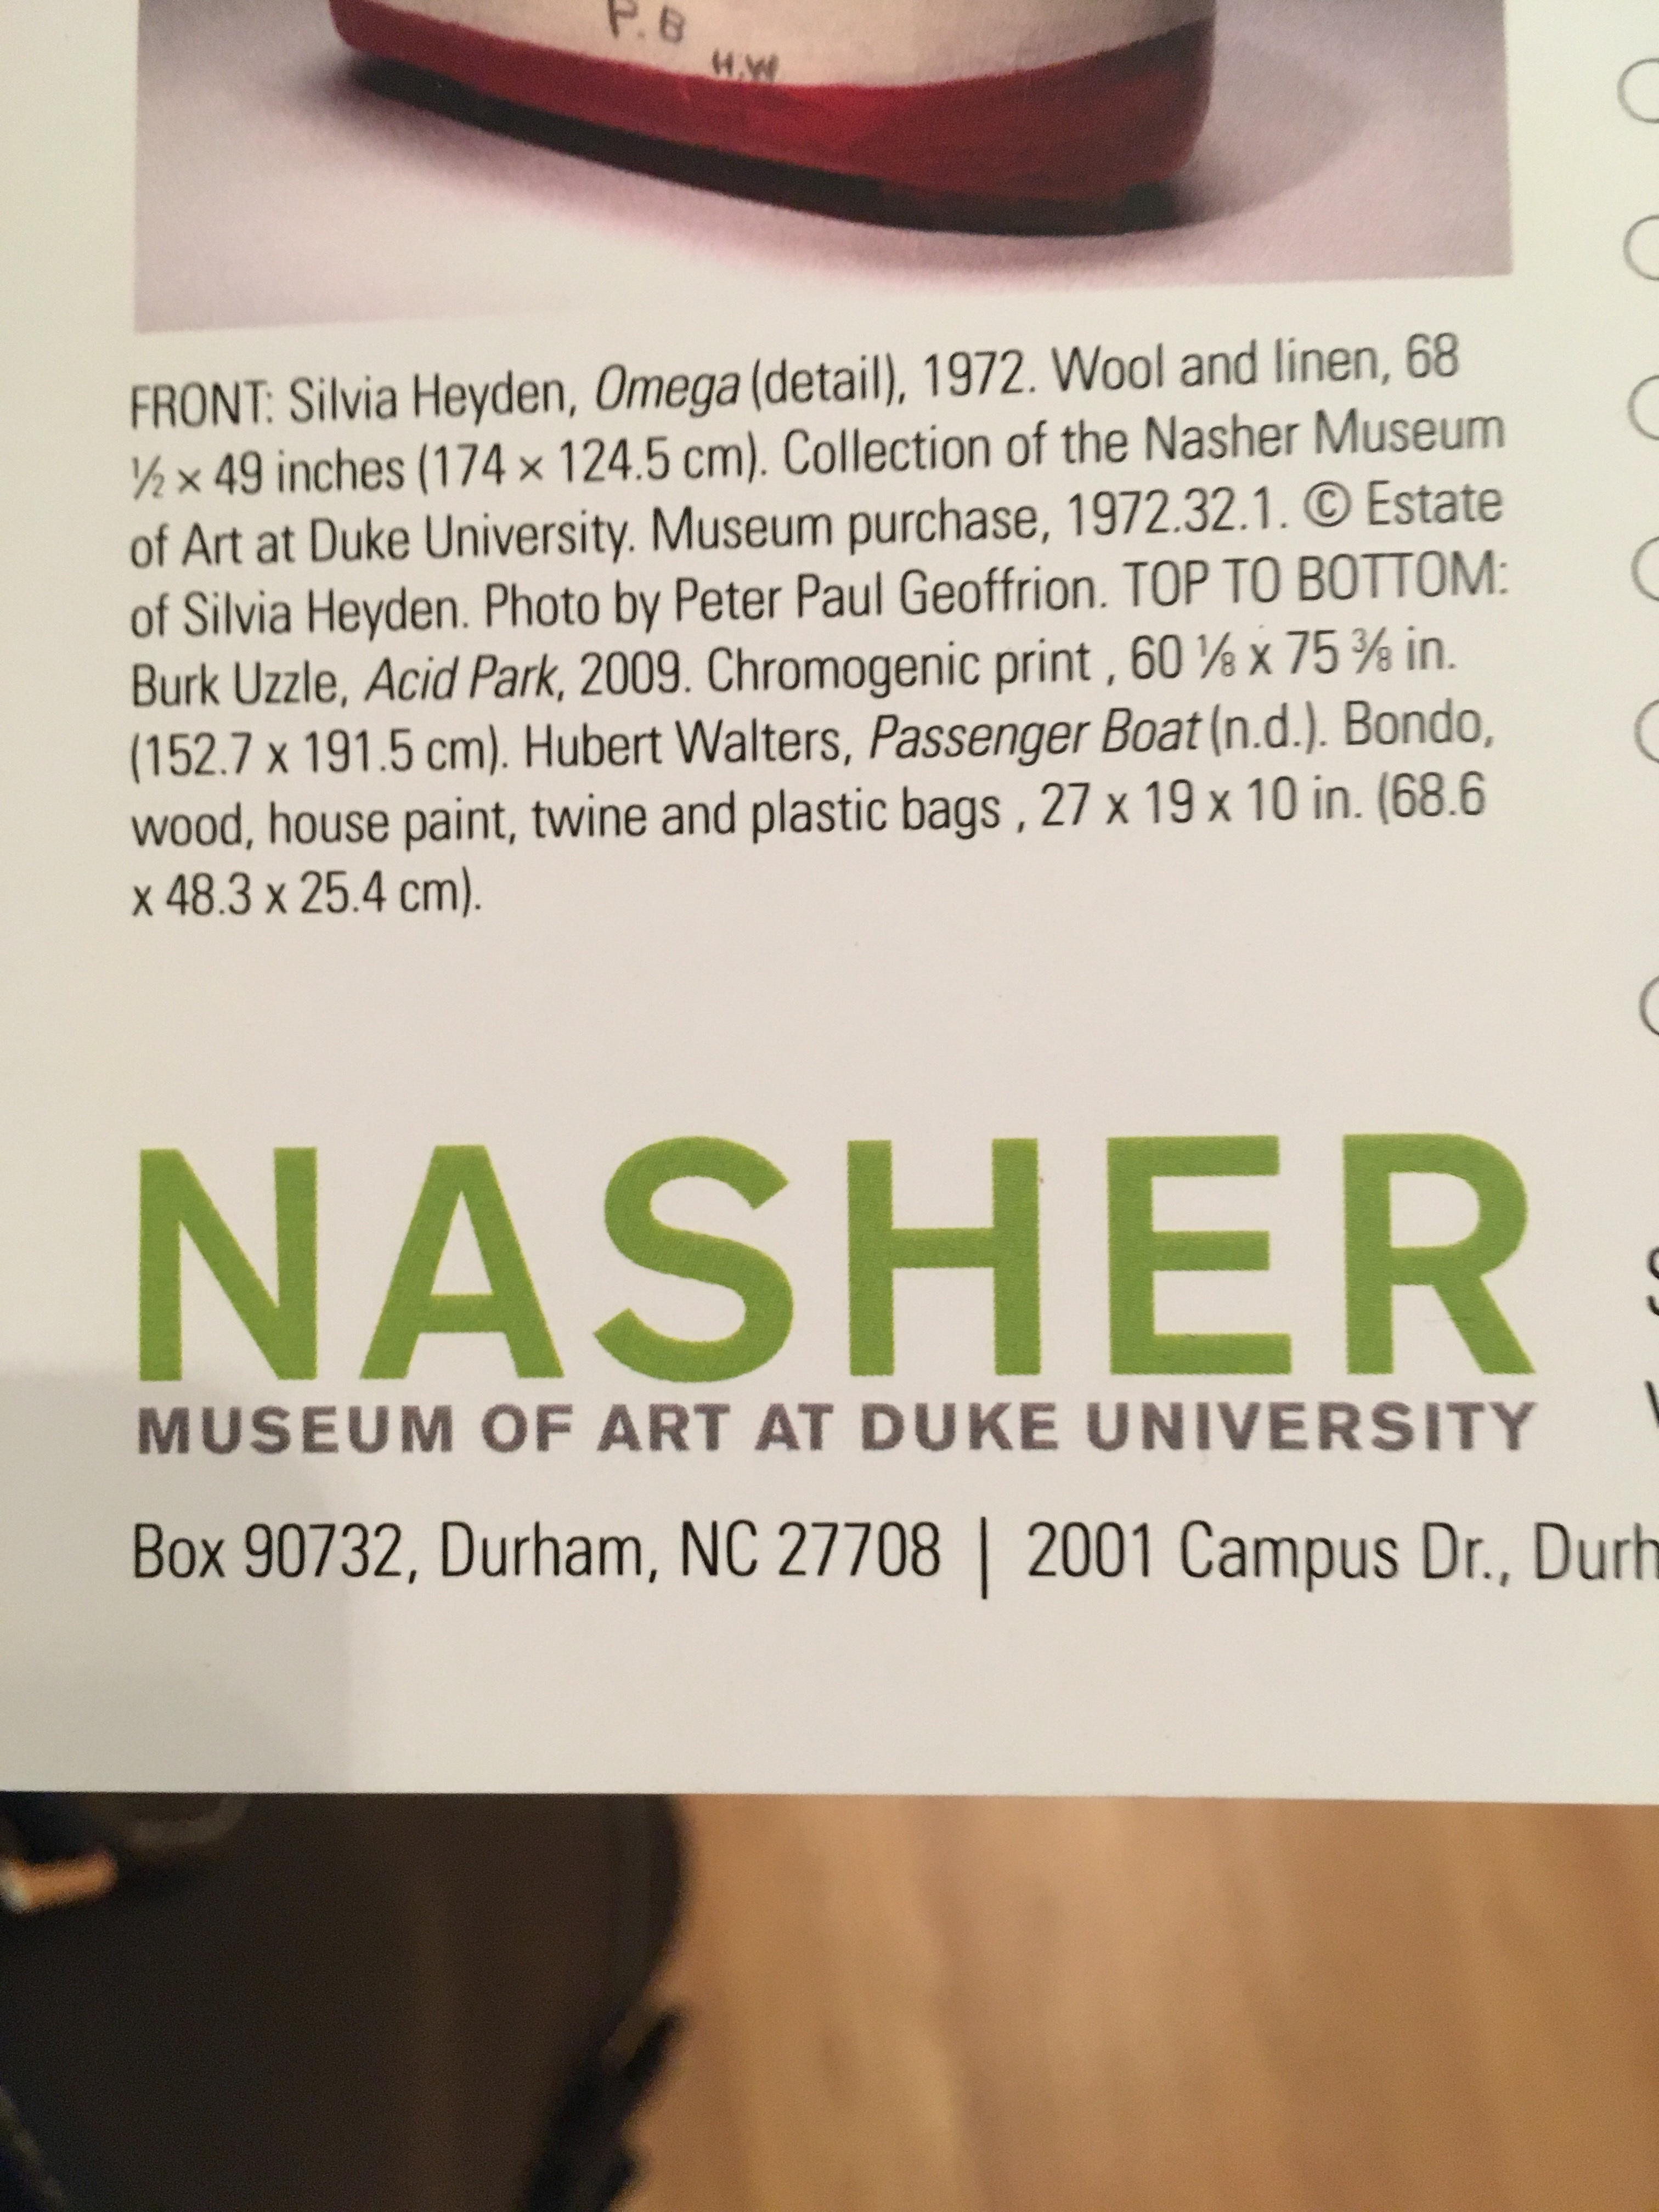 P.B
H.W
FRONT: Silvia Heyden, Omega (detail), 1972. Wool and linen, 68
½ × 49 inches (174 × 124.5 cm). Collection of the Nasher Museum
of Art at Duke University. Museum purchase, 1972.32.1. © Estate
of Silvia Heyden. Photo by Peter Paul Geoffrion. TOP TO BOTTOM:
Burk Uzzle, Acid Park, 2009. Chromogenic print , 60 ⅛ x 75 ⅜ in.
(152.7 x 191.5 cm). Hubert Walters, Passenger Boat (n.d.). Bondo,
wood, house paint, twine and plastic bags , 27 x 19 x 10 in. (68.6
x 48.3 x 25.4 cm).
NASHER
MUSEUM OF ART AT DUKE UNIVERSITY
Box 90732, Durham, NC 27708 | 2001 Campus Dr., Durh